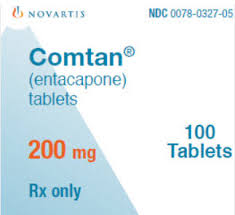 NOVARTIS
NDC 0078-0327-05
Comtan®
(entacapone)
tablets
200 mg
100
Tablets
Rx only